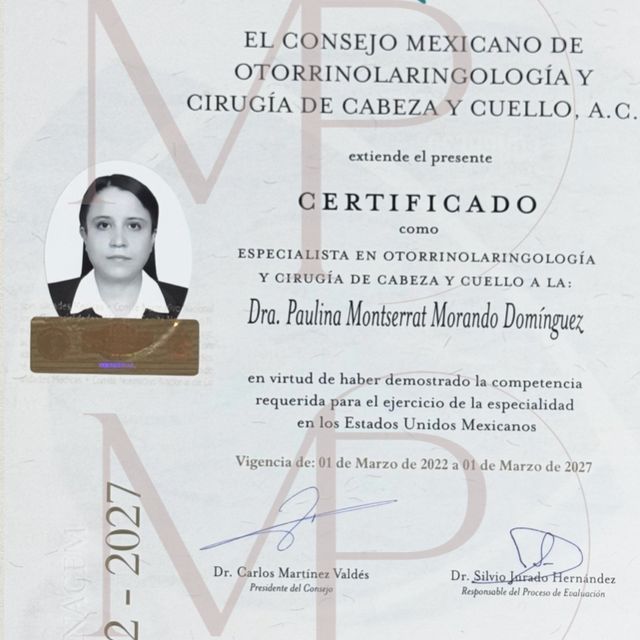 EL CONSEJO MEXICANO DE
OTORRINOLARINGOLOGÍA Y
CIRUGÍA DE CABEZA Y CUELLO, A.C.
extiende el presente
CERTIFICADO
como
ESPECIALISTA EN OTORRINOLARINGOLOGÍA
Y CIRUGÍA DE CABEZA Y CUELLO A LA:
Dra. Paulina Montserrat Morando Domínguez
en virtud de haber demostrado la competencia
requerida para el ejercicio de la especialidad
en los Estados Unidos Mexicanos
Vigencia de: 01 de Marzo de 2022 a 01 de Marzo de 2027
Dr. Carlos Martínez Valdés
Presidente del Consejo
Dr. Silvio Jurado Hernández
Responsable del Proceso de Evaluación
2 - 2027
MP
MP